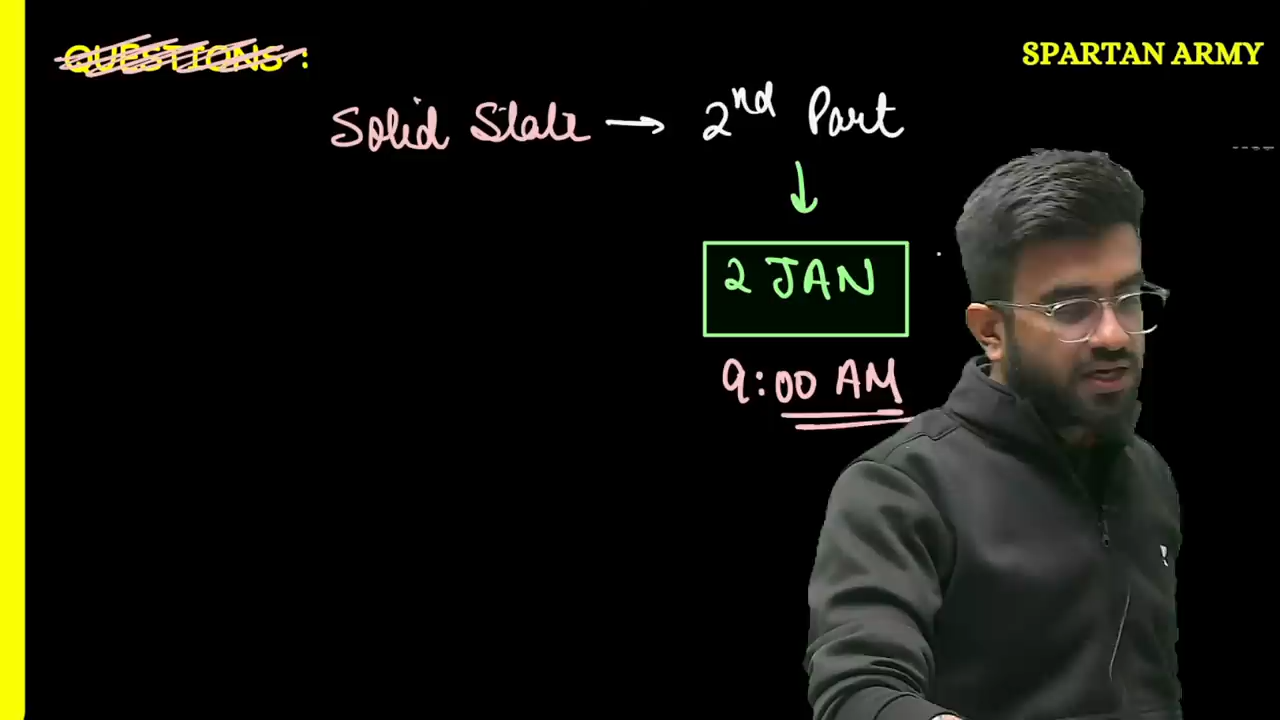 QUESTIONS :
SPARTAN ARMY
Solid State → 2nd Part
↓
2 JAN
9:00 AM